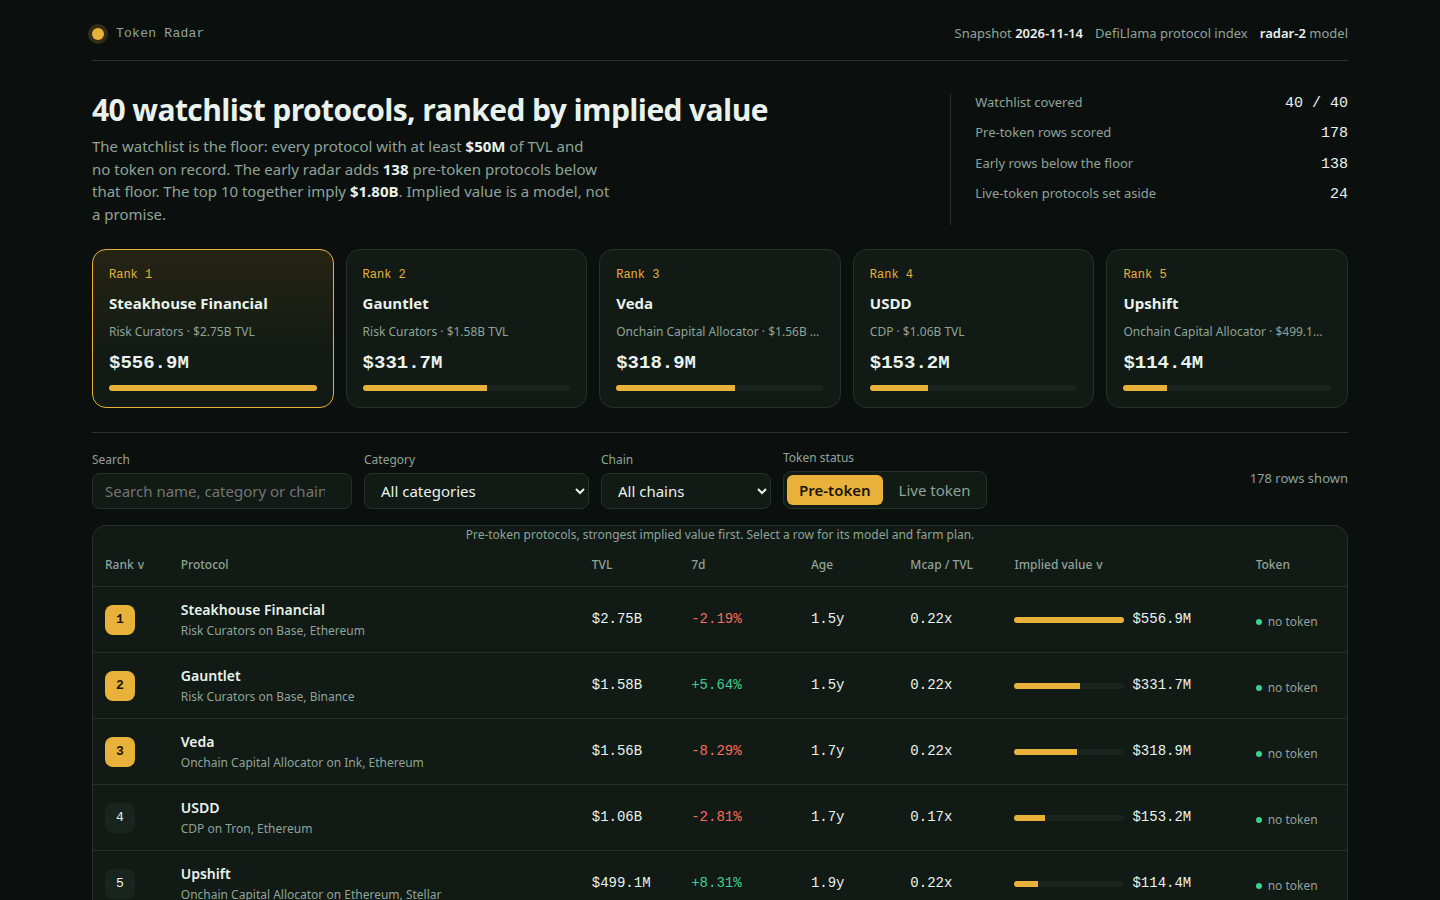 Token Radar
Snapshot 2026-11-14 DefiLlama protocol index radar-2 model
40 watchlist protocols, ranked by implied value
The watchlist is the floor: every protocol with at least $50M of TVL and
no token on record. The early radar adds 138 pre-token protocols below
that floor. The top 10 together imply $1.80B. Implied value is a model, not
a promise.
Watchlist covered 40 / 40
Pre-token rows scored 178
Early rows below the floor 138
Live-token protocols set aside 24
Rank 1
Steakhouse Financial
Risk Curators · $2.75B TVL
$556.9M
Rank 2
Gauntlet
Risk Curators · $1.58B TVL
$331.7M
Rank 3
Veda
Onchain Capital Allocator · $1.56B ...
$318.9M
Rank 4
USDD
CDP · $1.06B TVL
$153.2M
Rank 5
Upshift
Onchain Capital Allocator · $499.1...
$114.4M
Search
Search name, category or chain
Category
All categories
Chain
All chains
Token status
Pre-token Live token
178 rows shown
Pre-token protocols, strongest implied value first. Select a row for its model and farm plan.
Rank v Protocol TVL 7d Age Mcap / TVL Implied value v Token
1 Steakhouse Financial $2.75B -2.19% 1.5y 0.22x $556.9M no token
Risk Curators on Base, Ethereum
2 Gauntlet $1.58B +5.64% 1.5y 0.22x $331.7M no token
Risk Curators on Base, Binance
3 Veda $1.56B -8.29% 1.7y 0.22x $318.9M no token
Onchain Capital Allocator on Ink, Ethereum
4 USDD $1.06B -2.81% 1.7y 0.17x $153.2M no token
CDP on Tron, Ethereum
5 Upshift $499.1M +8.31% 1.9y 0.22x $114.4M no token
Onchain Capital Allocator on Ethereum, Stellar